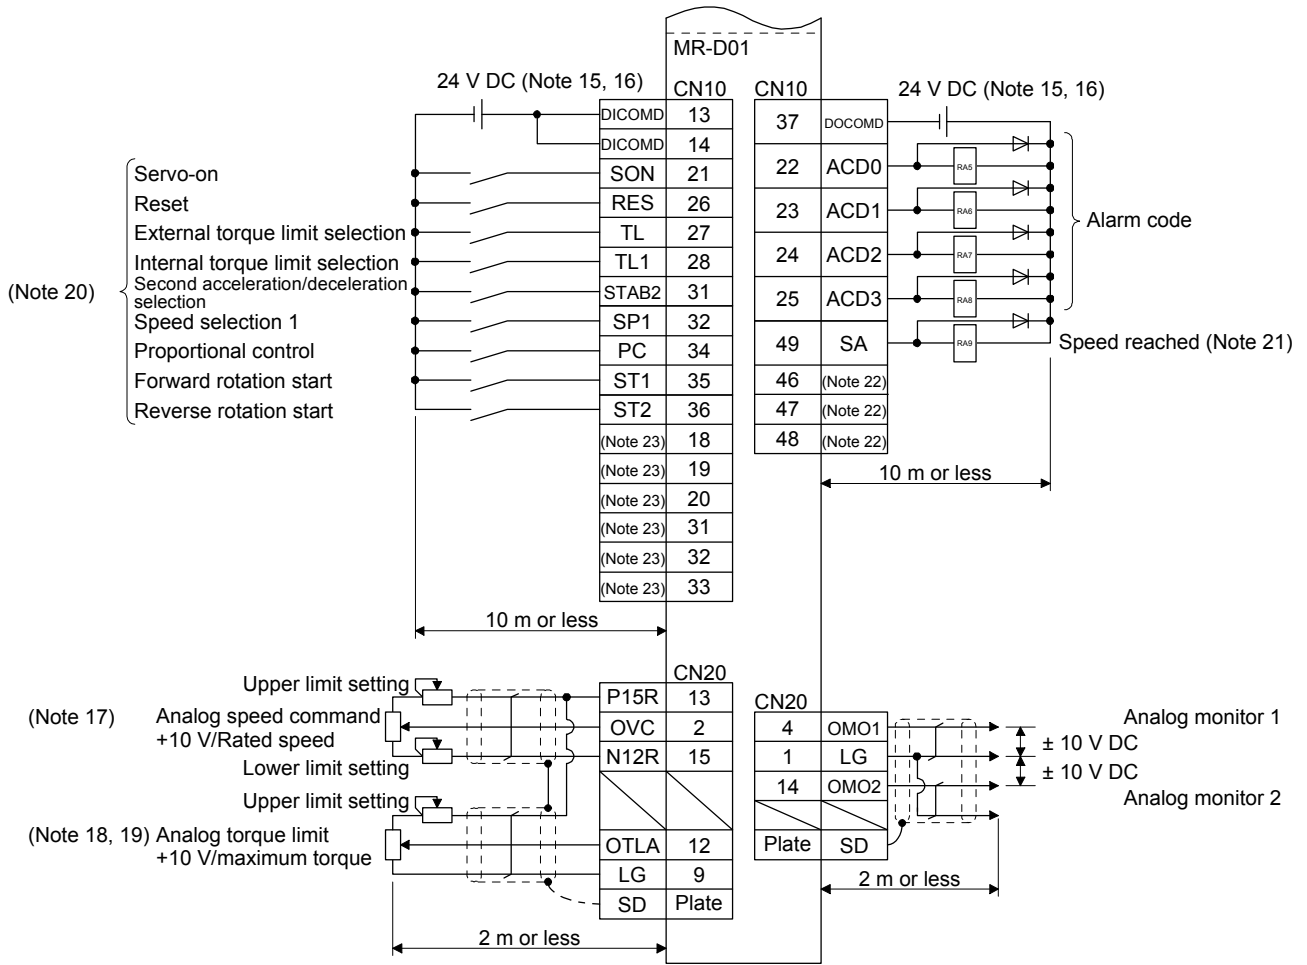 MR-D01
24 V DC (Note 15, 16)
CN10
DICOMD 13
DICOMD 14
Servo-on SON 21
Reset RES 26
External torque limit selection TL 27
Internal torque limit selection TL1 28
Second acceleration/deceleration selection STAB2 31
Speed selection 1 SP1 32
Proportional control PC 34
Forward rotation start ST1 35
Reverse rotation start ST2 36
(Note 20)
(Note 23) 18
(Note 23) 19
(Note 23) 20
(Note 23) 31
(Note 23) 32
(Note 23) 33
10 m or less
CN10
24 V DC (Note 15, 16)
37 DOCOMD
22 ACD0 RA5
23 ACD1 RA6
24 ACD2 RA7
25 ACD3 RA8
Alarm code
49 SA RA9 Speed reached (Note 21)
46 (Note 22)
47 (Note 22)
48 (Note 22)
10 m or less
CN20
Upper limit setting P15R 13
(Note 17) Analog speed command OVC 2
+10 V/Rated speed
N12R 15
Lower limit setting
Upper limit setting
(Note 18, 19) Analog torque limit OTLA 12
+10 V/maximum torque
LG 9
SD Plate
2 m or less
CN20
4 OMO1 Analog monitor 1
± 10 V DC
1 LG
± 10 V DC
14 OMO2 Analog monitor 2
Plate SD
2 m or less